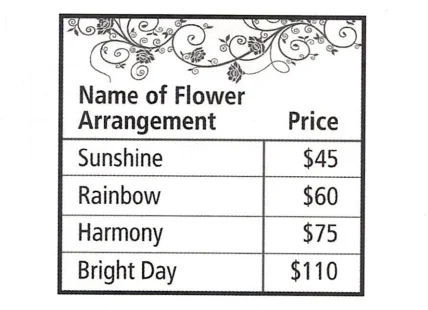 Name of Flower
Arrangement Price
Sunshine $45
Rainbow $60
Harmony $75
Bright Day $110